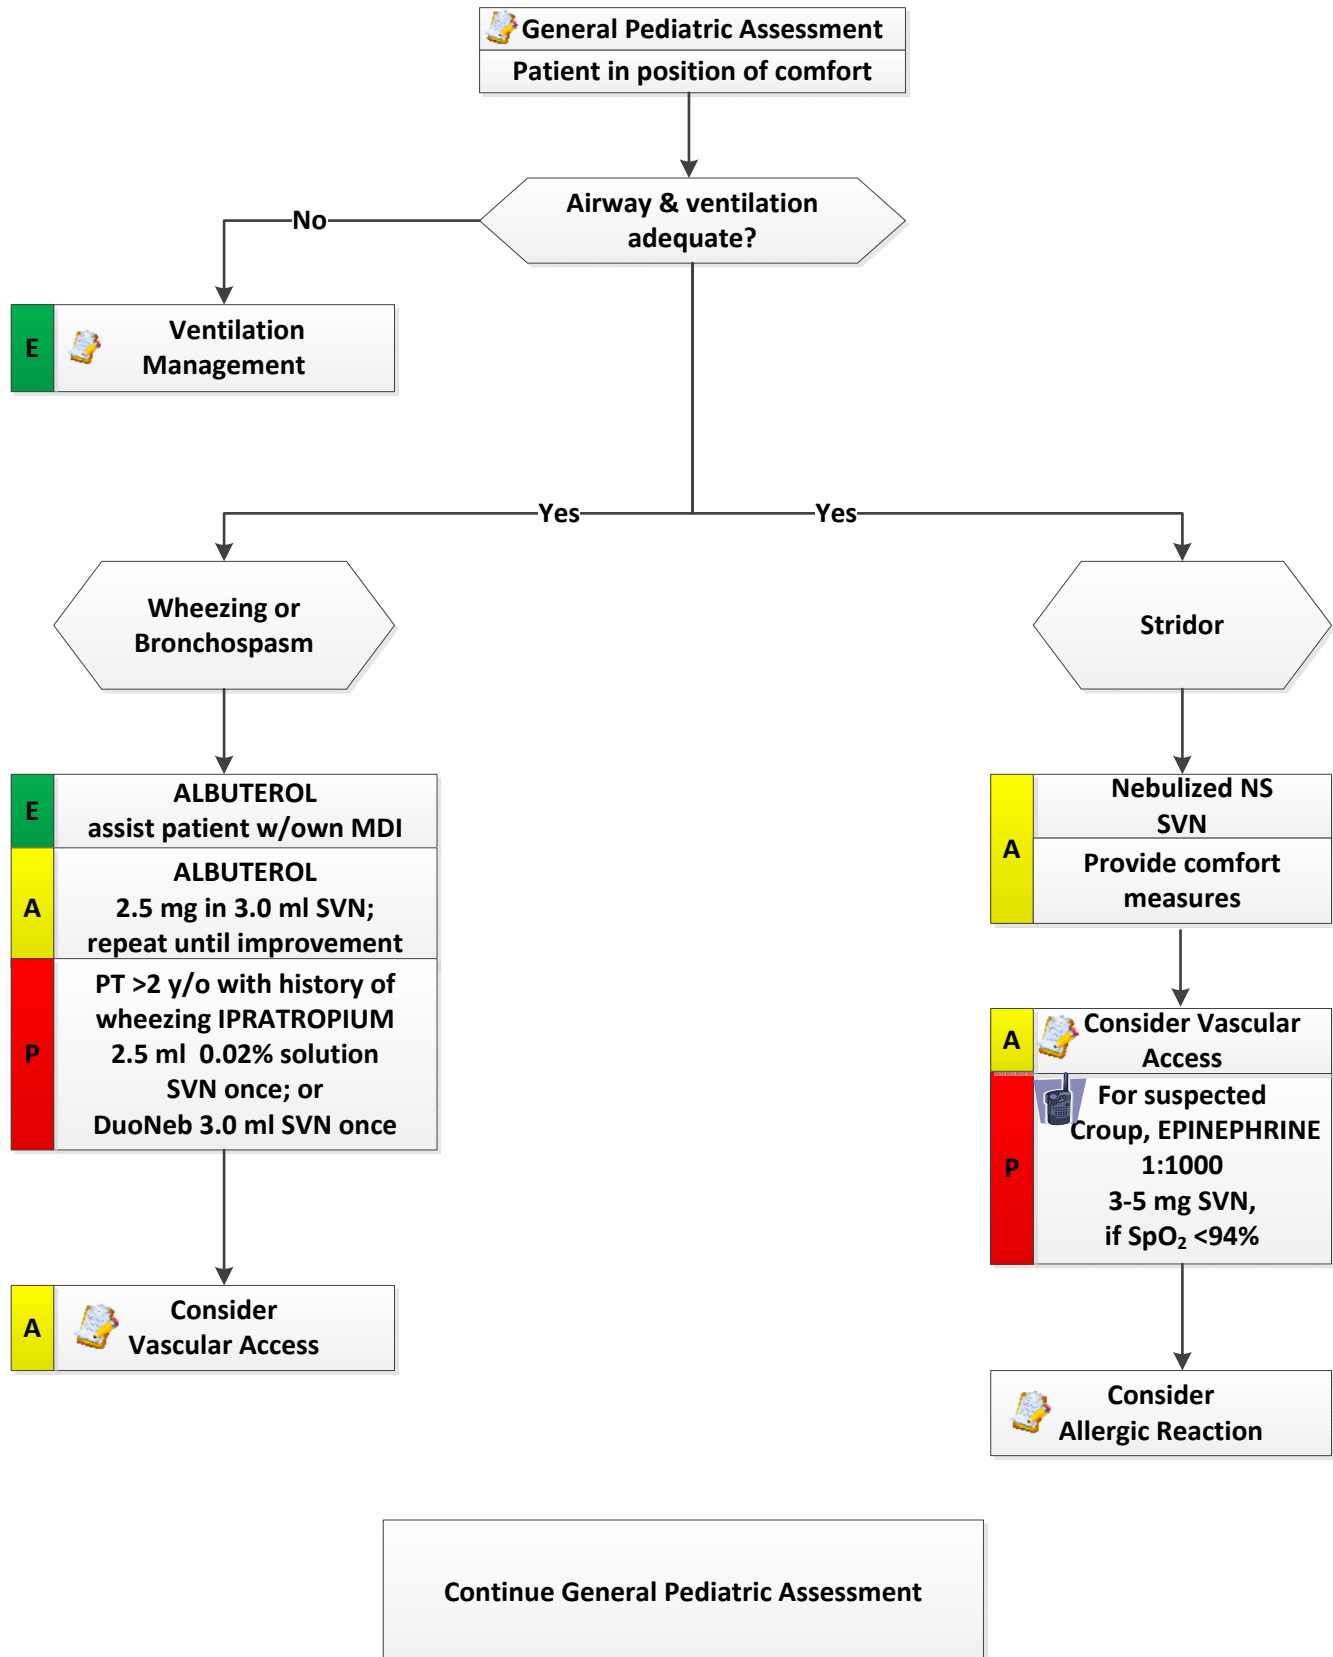 General Pediatric Assessment
Patient in position of comfort
Airway & ventilation
adequate?
No
E
Ventilation
Management
Yes
Yes
Wheezing or
Bronchospasm
Stridor
E
ALBUTEROL
assist patient w/own MDI
A
ALBUTEROL
2.5 mg in 3.0 ml SVN;
repeat until improvement
P
PT >2 y/o with history of
wheezing IPRATROPIUM
2.5 ml 0.02% solution
SVN once; or
DuoNeb 3.0 ml SVN once
A
Consider
Vascular Access
A
Nebulized NS
SVN
Provide comfort
measures
A
Consider Vascular
Access
P
For suspected
Croup, EPINEPHRINE
1:1000
3-5 mg SVN,
if SpO₂ <94%
Consider
Allergic Reaction
Continue General Pediatric Assessment